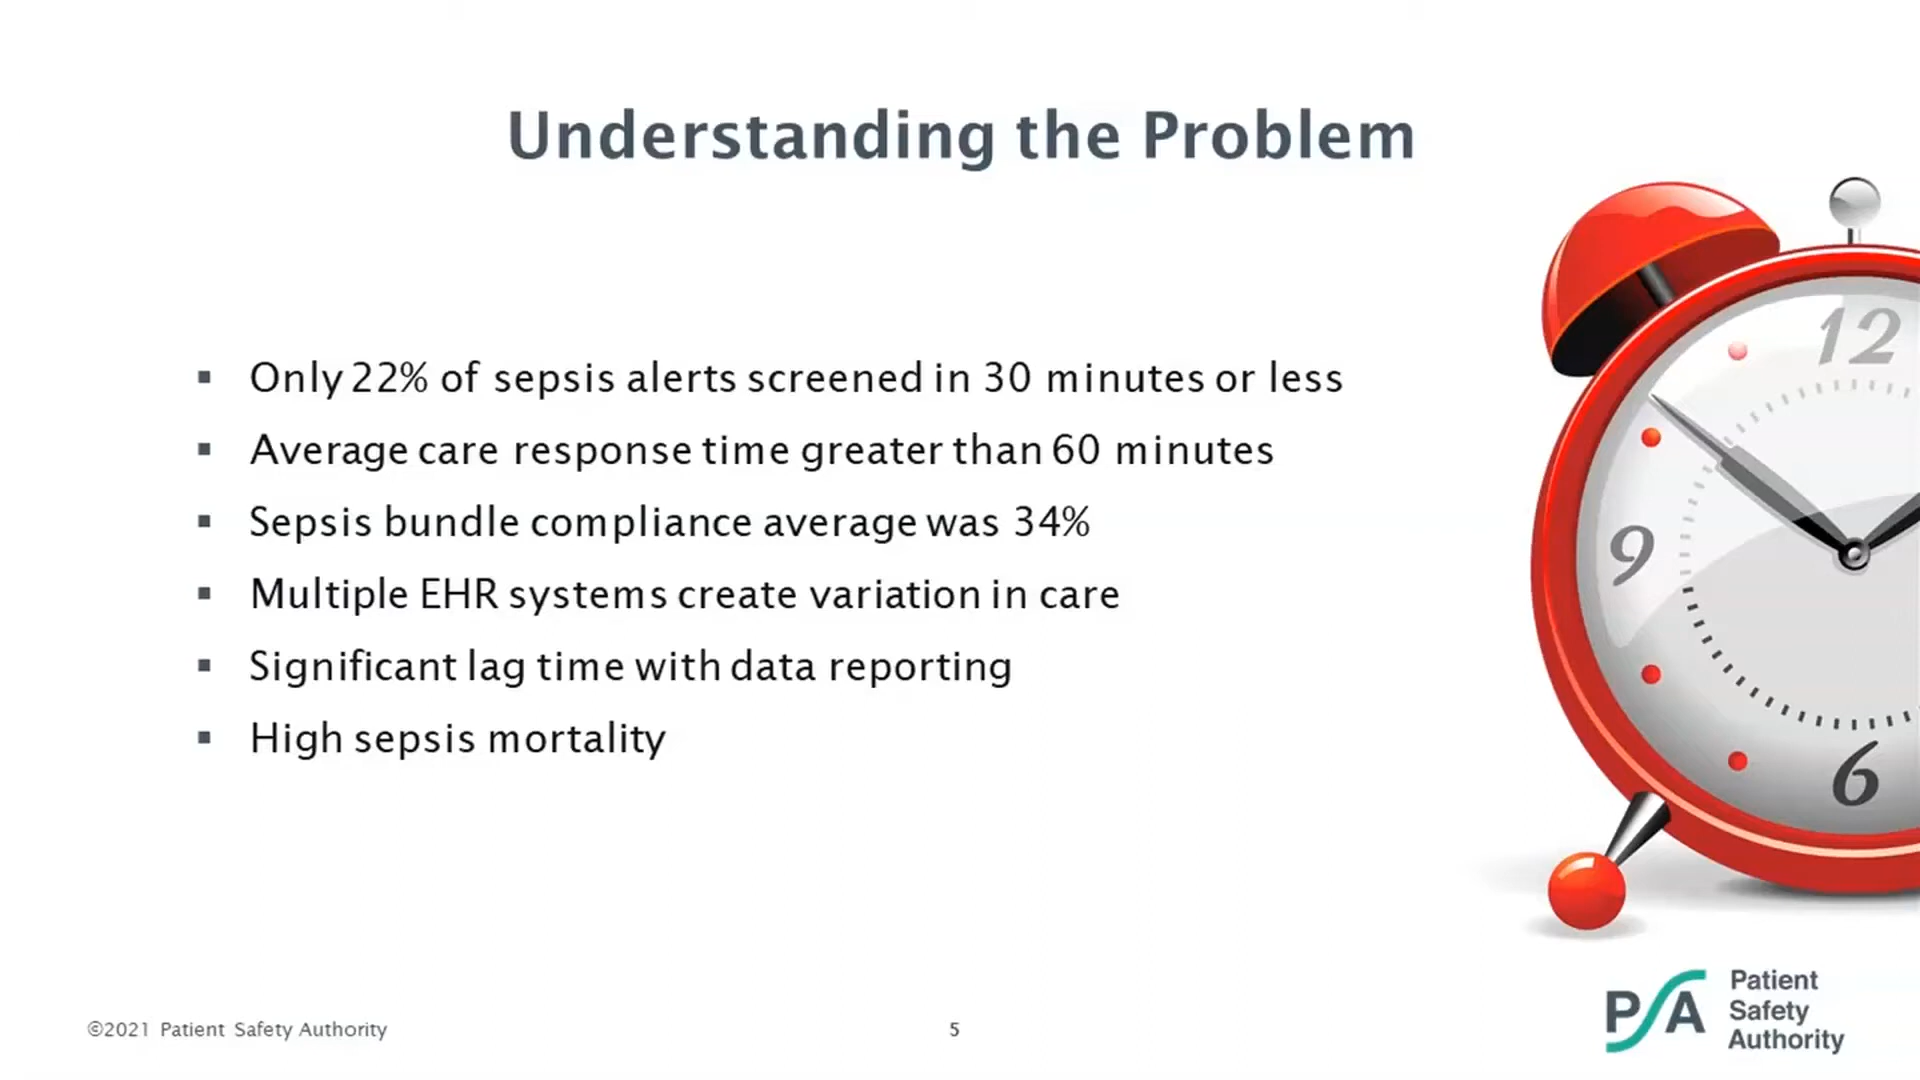 Understanding the Problem
▪ Only 22% of sepsis alerts screened in 30 minutes or less
▪ Average care response time greater than 60 minutes
▪ Sepsis bundle compliance average was 34%
▪ Multiple EHR systems create variation in care
▪ Significant lag time with data reporting
▪ High sepsis mortality
12
9
6
©2021 Patient Safety Authority
5
PSA
Patient
Safety
Authority